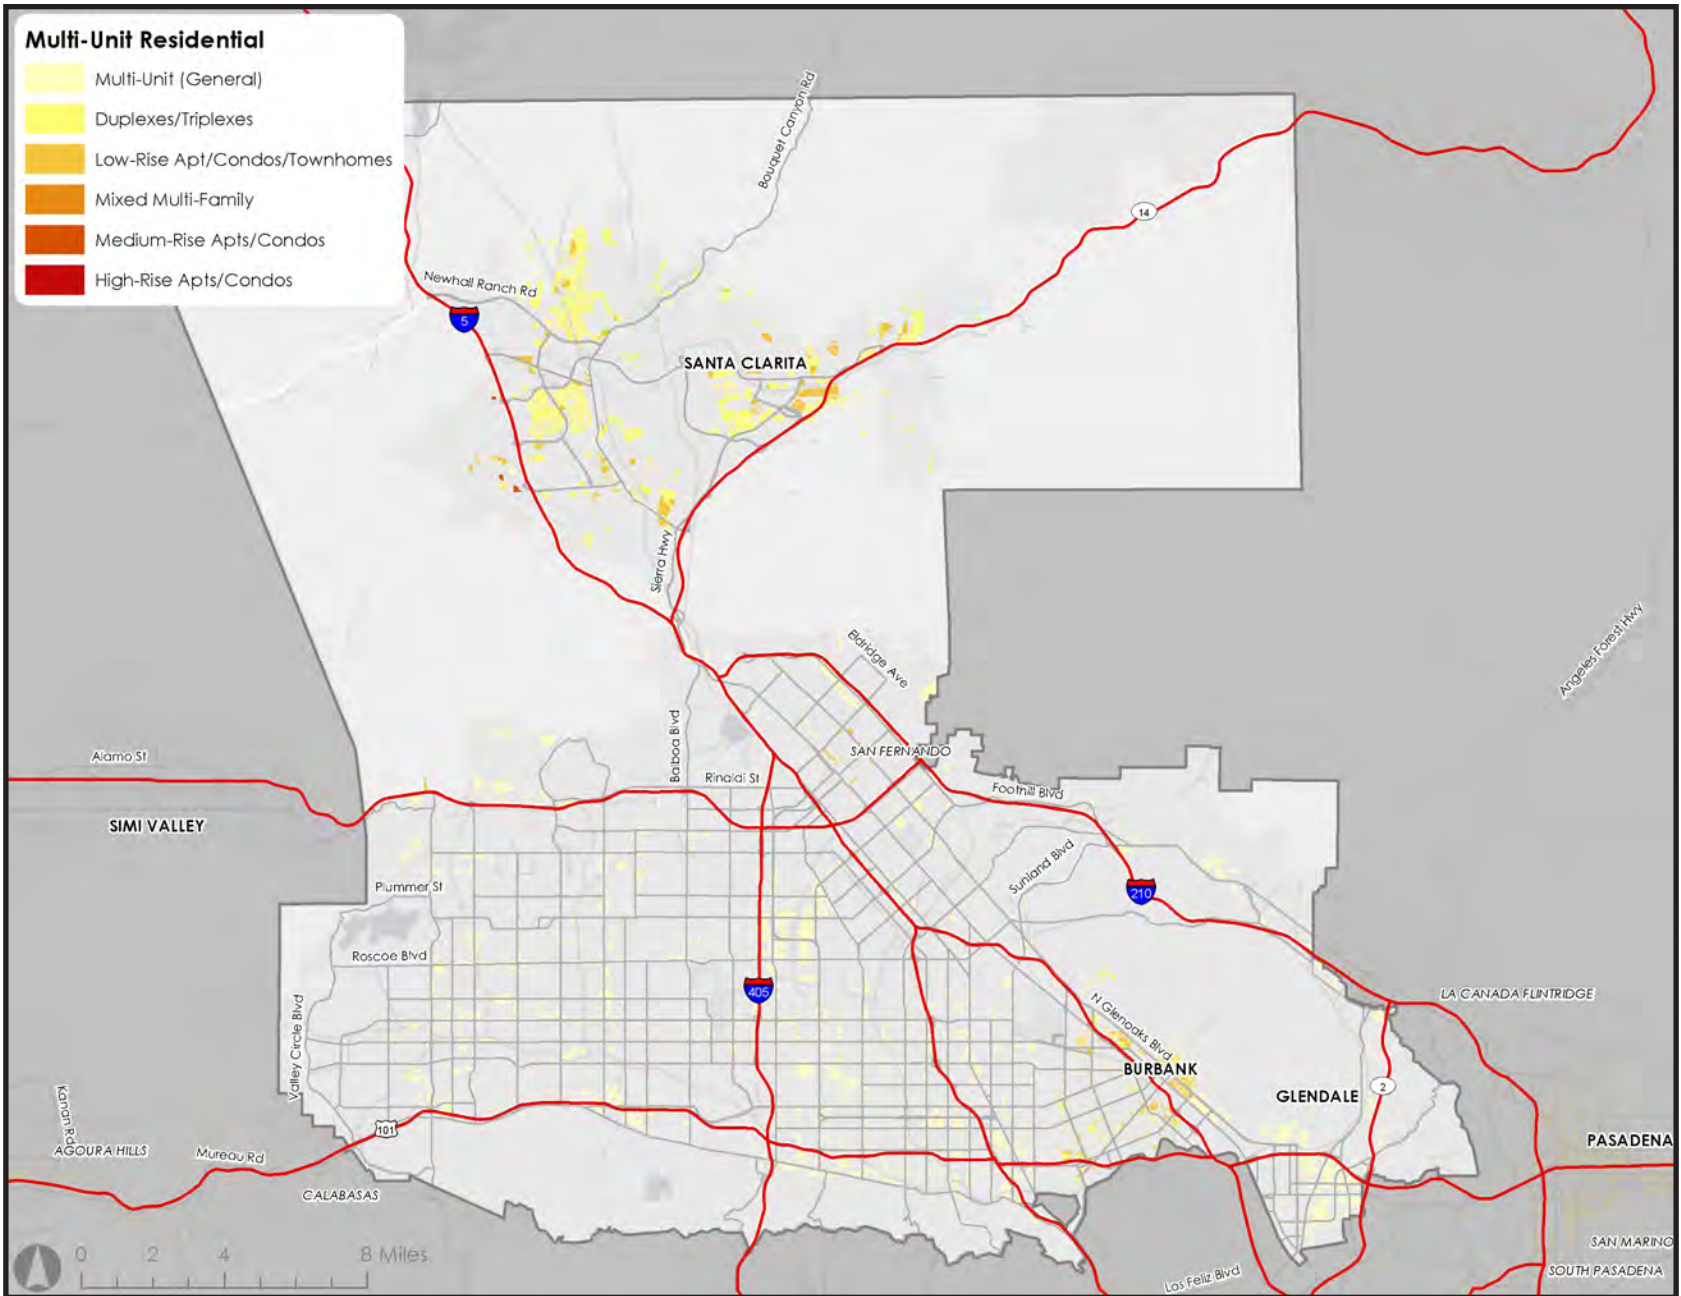 Multi-Unit Residential
Multi-Unit (General)
Duplexes/Triplexes
Low-Rise Apt/Condos/Townhomes
Mixed Multi-Family
Medium-Rise Apts/Condos
High-Rise Apts/Condos
Bouquet Canyon Rd
14
Newhall Ranch Rd
5
SANTA CLARITA
Sierra Hwy
Eldridge Ave
Angeles Forest Hwy
Balboa Blvd
SAN FERNANDO
Alamo St
Rinaldi St
Foothill Blvd
SIMI VALLEY
Sunland Blvd
Plummer St
210
Roscoe Blvd
405
LA CANADA FLINTRIDGE
N Glenoaks Blvd
Valley Circle Blvd
BURBANK
GLENDALE
2
Kanan Rd
101
PASADENA
AGOURA HILLS
Mureau Rd
CALABASAS
SAN MARINO
0 2 4 8 Miles
Los Feliz Blvd
SOUTH PASADENA